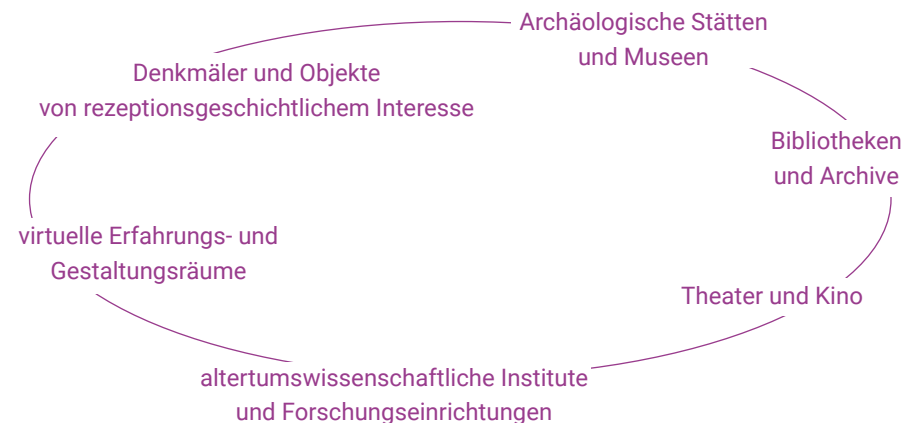 Archäologische Stätten
und Museen
Denkmäler und Objekte
von rezeptionsgeschichtlichem Interesse
Bibliotheken
und Archive
virtuelle Erfahrungs- und
Gestaltungsräume
Theater und Kino
altertumswissenschaftliche Institute
und Forschungseinrichtungen